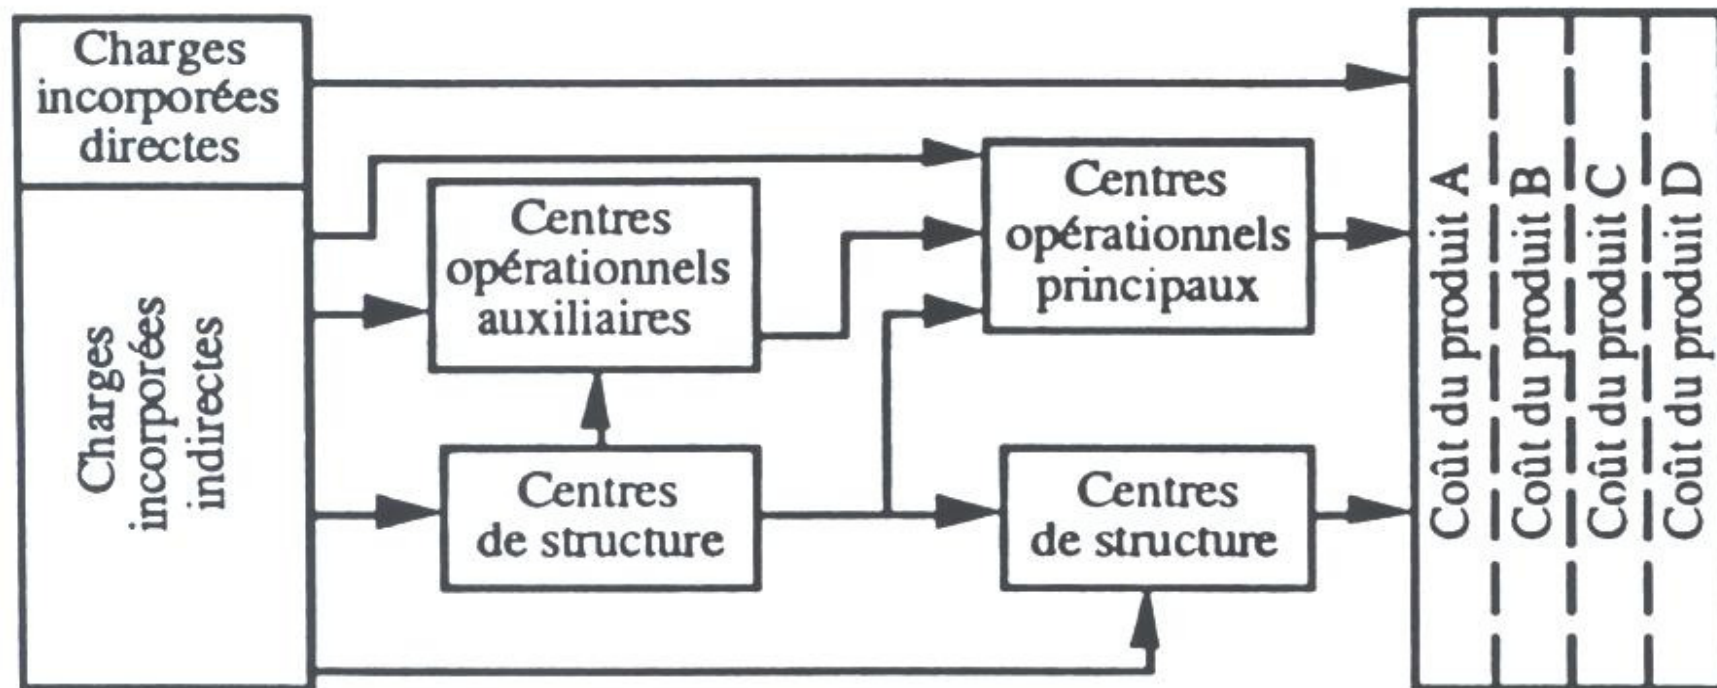 Charges
incorporées
directes
Charges
incorporées
indirectes
Centres
opérationnels
auxiliaires
Centres
de structure
Centres
opérationnels
principaux
Centres
de structure
Coût du produit A
Coût du produit B
Coût du produit C
Coût du produit D